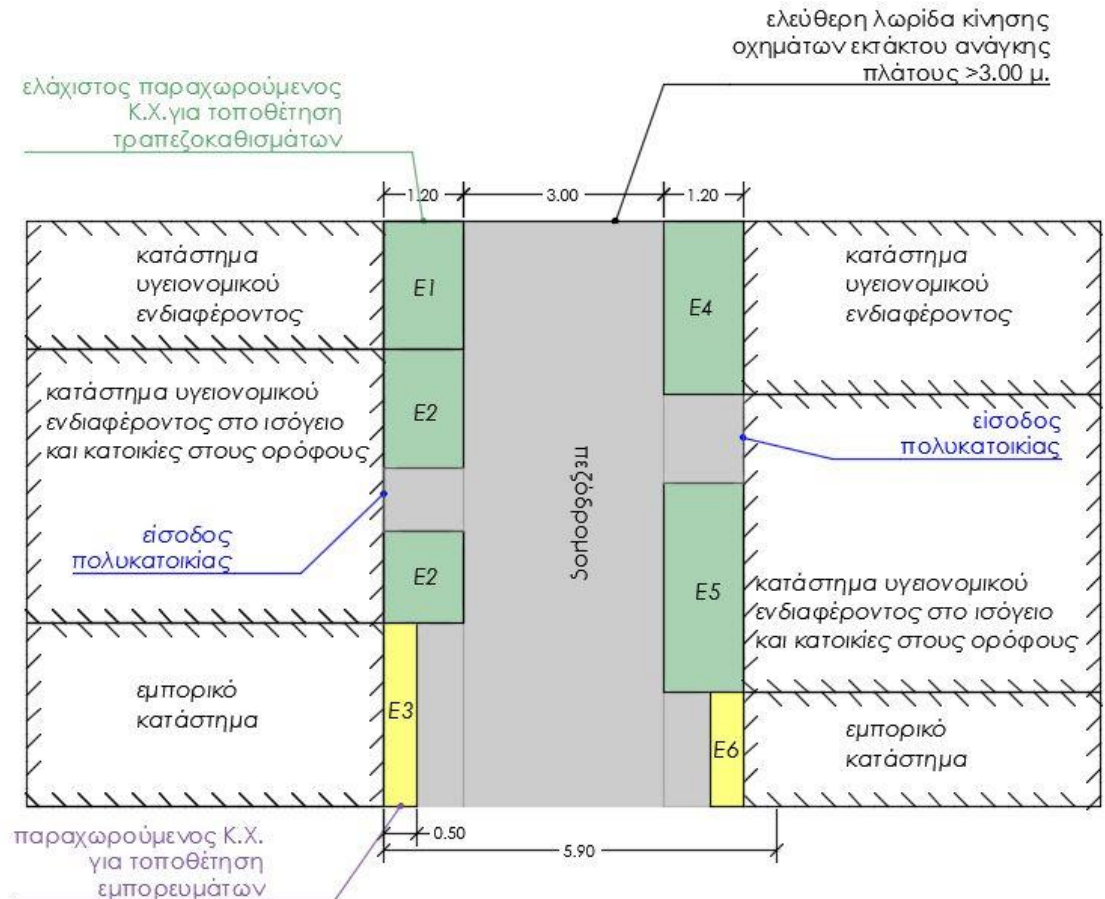 ελεύθερη λωρίδα κίνησης
οχημάτων εκτάκτου ανάγκης
πλάτους >3.00 μ.
ελάχιστος παραχωρούμενος
Κ.Χ.για τοποθέτηση
τραπεζοκαθισμάτων
1.20
3.00
1.20
κατάστημα
υγειονομικού
ενδιαφέροντος
E1
E4
κατάστημα
υγειονομικού
ενδιαφέροντος
κατάστημα υγειονομικού
ενδιαφέροντος στο ισόγειο
και κατοικίες στους ορόφους
E2
είσοδος
πολυκατοικίας
πεζόδρομος
είσοδος
πολυκατοικίας
E2
E5
κατάστημα υγειονομικού
ενδιαφέροντος στο ισόγειο
και κατοικίες στους ορόφους
εμπορικό
κατάστημα
E3
E6
εμπορικό
κατάστημα
παραχωρούμενος Κ.Χ.
για τοποθέτηση
εμπορευμάτων
0.50
5.90